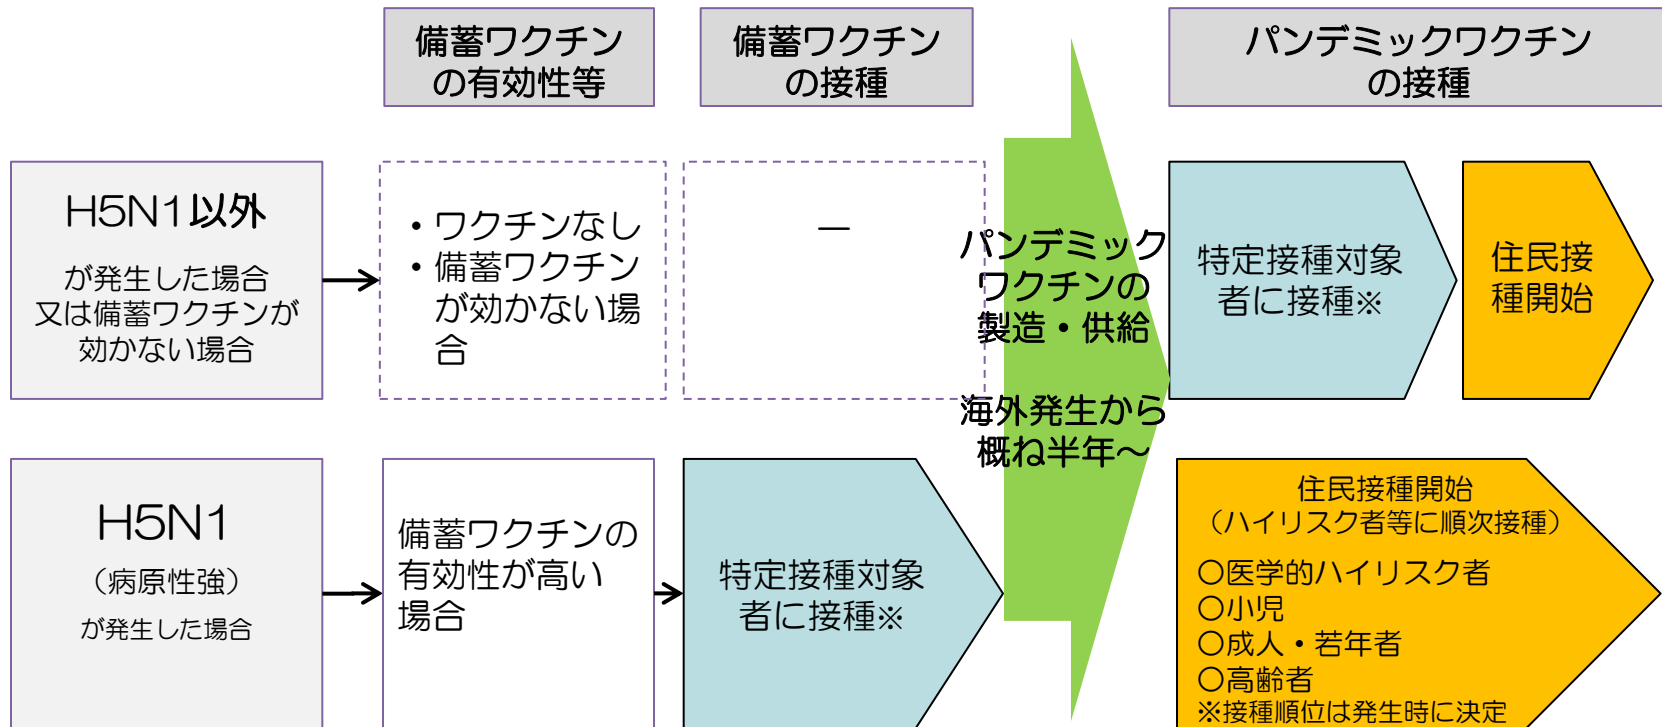 備蓄ワクチン
の有効性等
備蓄ワクチン
の接種
パンデミックワクチン
の接種
H5N1以外
が発生した場合
又は備蓄ワクチンが
効かない場合
・ワクチンなし
・備蓄ワクチン
が効かない場
合
－
パンデミック
ワクチンの
製造・供給
海外発生から
概ね半年～
特定接種対象
者に接種※
住民接
種開始
H5N1
（病原性強）
が発生した場合
備蓄ワクチンの
有効性が高い
場合
特定接種対象
者に接種※
住民接種開始
（ハイリスク者等に順次接種）
○医学的ハイリスク者
○小児
○成人・若年者
○高齢者
※接種順位は発生時に決定